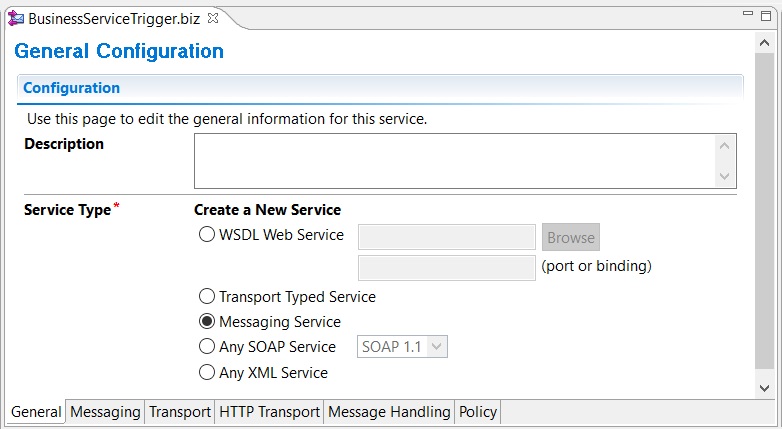 BusinessServiceTrigger.biz
General Configuration
Configuration
Use this page to edit the general information for this service.
Description
Service Type* Create a New Service
WSDL Web Service Browse
(port or binding)
Transport Typed Service
Messaging Service
Any SOAP Service SOAP 1.1
Any XML Service
General Messaging Transport HTTP Transport Message Handling Policy